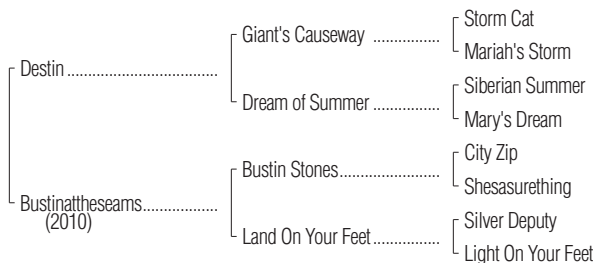 Storm Cat
Giant's Causeway ................
Mariah's Storm
Destin ....................................
Siberian Summer
Dream of Summer ................
Mary's Dream
City Zip
Bustin Stones........................
Shesasurething
Bustinattheseams..................
(2010)
Silver Deputy
Land On Your Feet................
Light On Your Feet